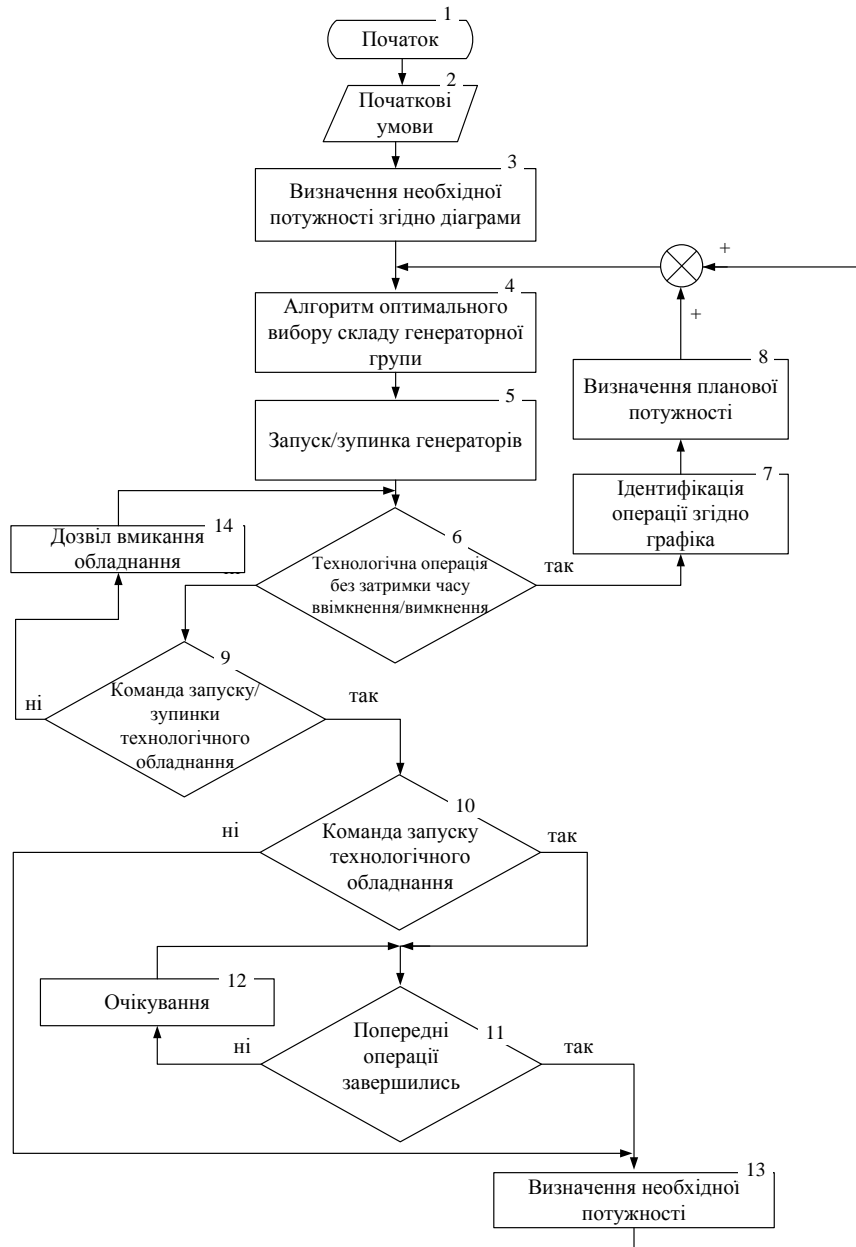 1
Початок
2
Початкові
умови
3
Визначення необхідної
потужності згідно діаграми
+
4
Алгоритм оптимального
вибору складу генераторної
групи
+
8
Визначення планової
потужності
5
Запуск/зупинка генераторів
7
Ідентифікація
операції згідно
графіка
14
Дозвіл вмикання
обладнання
6
Технологічна операція
без затримки часу
ввімкнення/вимкнення
так
9
Команда запуску/
зупинки
технологічного
обладнання
ні
так
10
Команда запуску
технологічного
обладнання
ні
так
12
Очікування
11
Попередні
операції
завершились
ні
так
13
Визначення необхідної
потужності